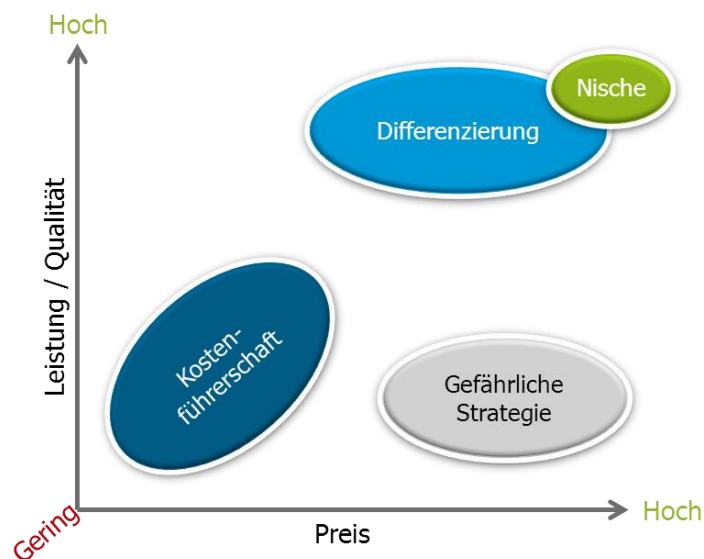 Hoch
Nische
Differenzierung
Leistung / Qualität
Kosten-
führerschaft
Gefährliche
Strategie
Gering
Preis
Hoch